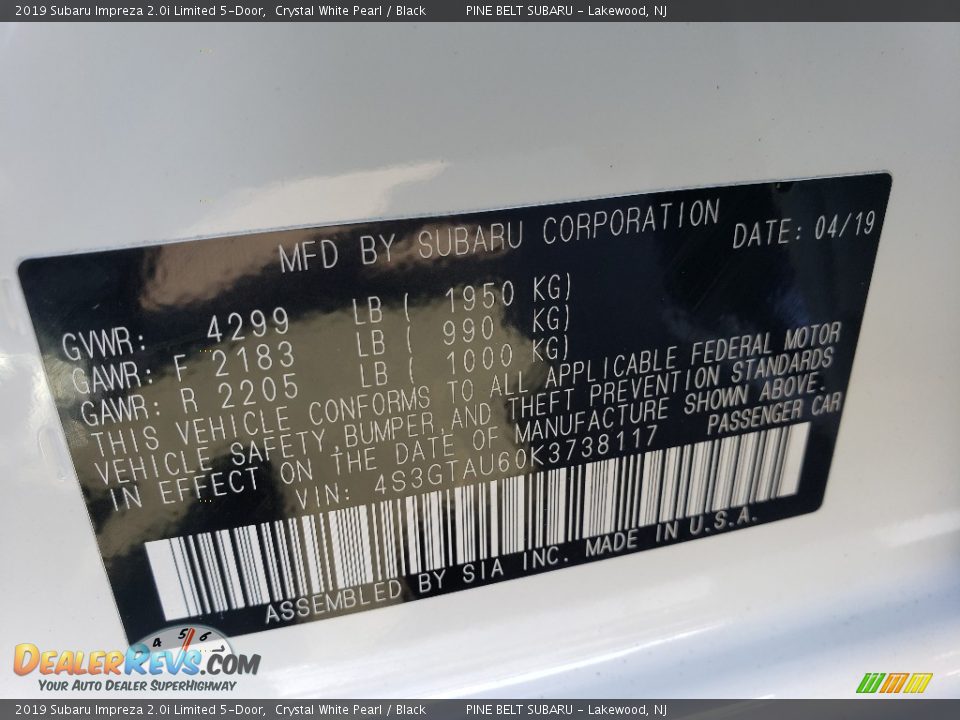 2019 Subaru Impreza 2.0i Limited 5-Door, Crystal White Pearl / Black PINE BELT SUBARU - Lakewood, NJ
MFD BY SUBARU CORPORATION DATE: 04/19
GVWR: 4299 LB ( 1950 KG)
GAWR: F 2183 LB ( 990 KG)
GAWR: R 2205 LB ( 1000 KG)
THIS VEHICLE CONFORMS TO ALL APPLICABLE FEDERAL MOTOR
VEHICLE SAFETY, BUMPER, AND THEFT PREVENTION STANDARDS
IN EFFECT ON THE DATE OF MANUFACTURE SHOWN ABOVE.
VIN: 4S3GTAU60K3738117 PASSENGER CAR
ASSEMBLED BY SIA INC. MADE IN U.S.A.
4 5 6
DEALERREVS.COM
YOUR AUTO DEALER SUPERHIGHWAY
2019 Subaru Impreza 2.0i Limited 5-Door, Crystal White Pearl / Black PINE BELT SUBARU - Lakewood, NJ